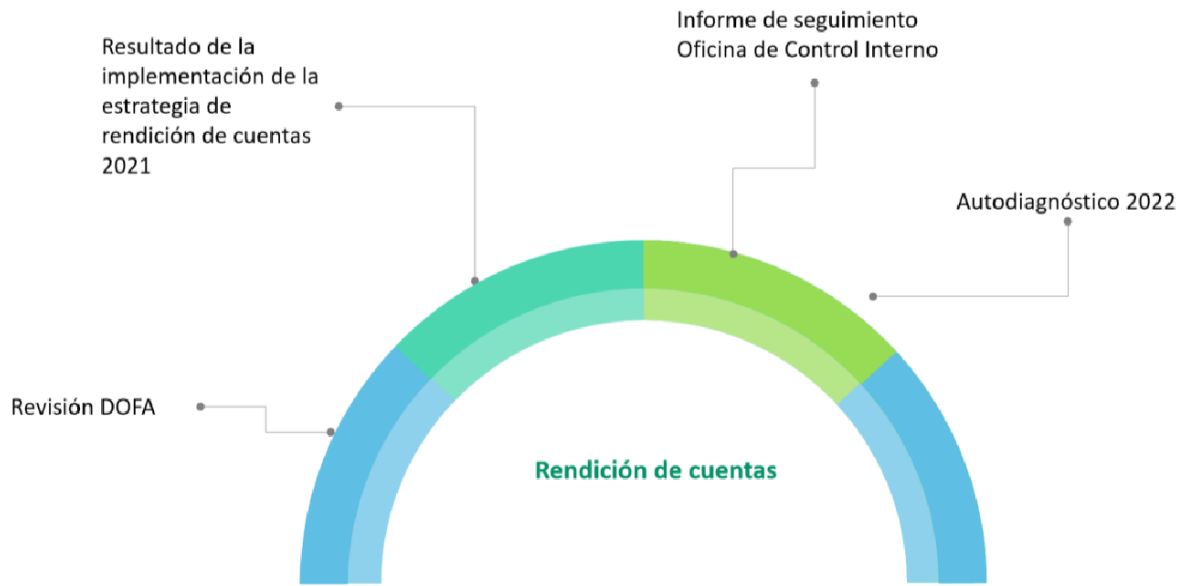 Informe de seguimiento
Oficina de Control Interno
Resultado de la
implementación de la
estrategia de
rendición de cuentas
2021
Autodiagnóstico 2022
Revisión DOFA
Rendición de cuentas